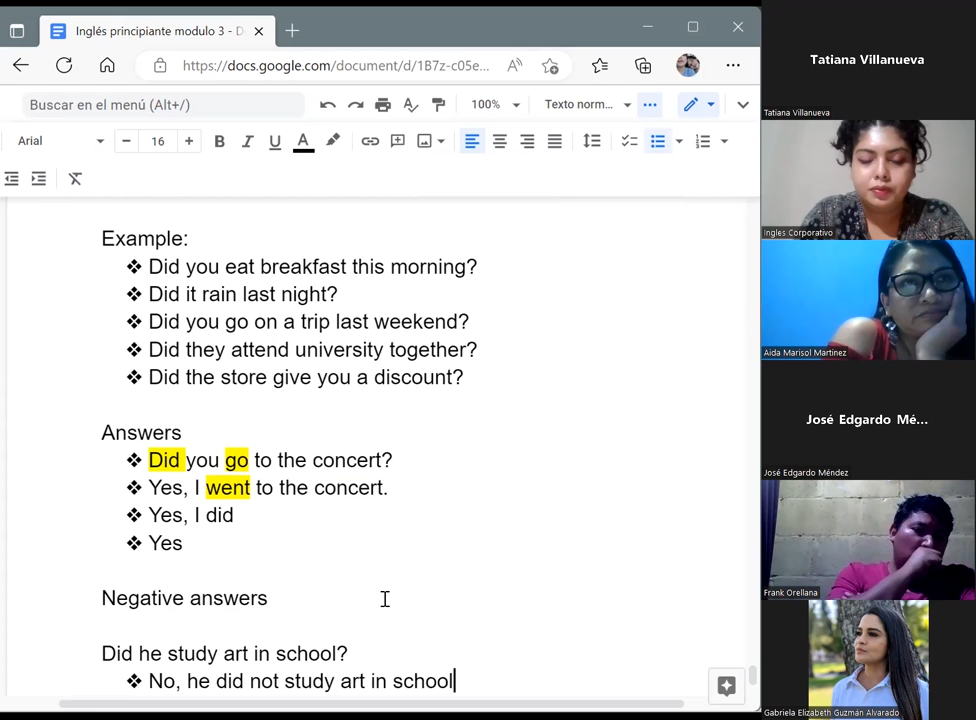 Inglés principiante modulo 3 - D
https://docs.google.com/document/d/1B7z-c05e...
Buscar en el menú (Alt+/)
100%
Texto norm...
Arial
16
Example:
❖ Did you eat breakfast this morning?
❖ Did it rain last night?
❖ Did you go on a trip last weekend?
❖ Did they attend university together?
❖ Did the store give you a discount?
Answers
❖ Did you go to the concert?
❖ Yes, I went to the concert.
❖ Yes, I did
❖ Yes
Negative answers
Did he study art in school?
❖ No, he did not study art in school
Tatiana Villanueva
Tatiana Villanueva
Ingles Corporativo
Aida Marisol Martínez
José Edgardo Mé...
José Edgardo Méndez
Frank Orellana
Gabriela Elizabeth Guzmán Alvarado